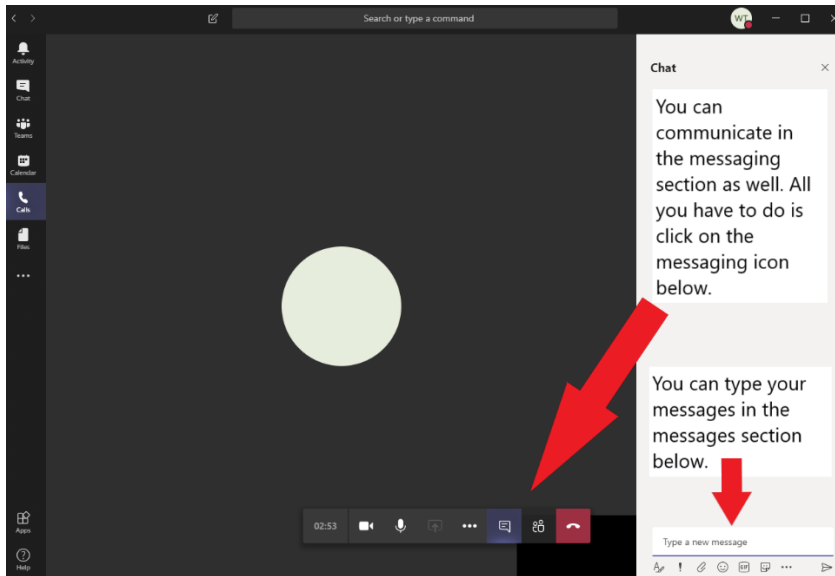 Search or type a command
WT
Activity
Chat
Teams
Calendar
Calls
Files
Chat
You can
communicate in
the messaging
section as well. All
you have to do is
click on the
messaging icon
below.
You can type your
messages in the
messages section
below.
02:53
Type a new message
GIF
Apps
Help